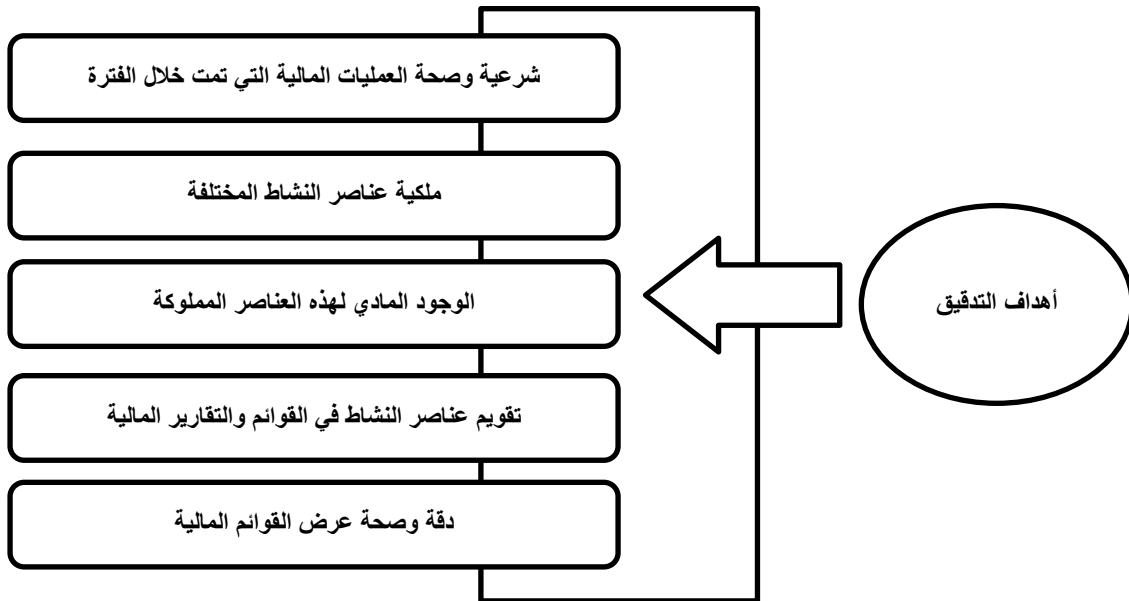 أهداف التدقيق
شرعية وصحة العمليات المالية التي تمت خلال الفترة
ملكية عناصر النشاط المختلفة
الوجود المادي لهذه العناصر المملوكة
تقويم عناصر النشاط في القوائم والتقارير المالية
دقة وصحة عرض القوائم المالية